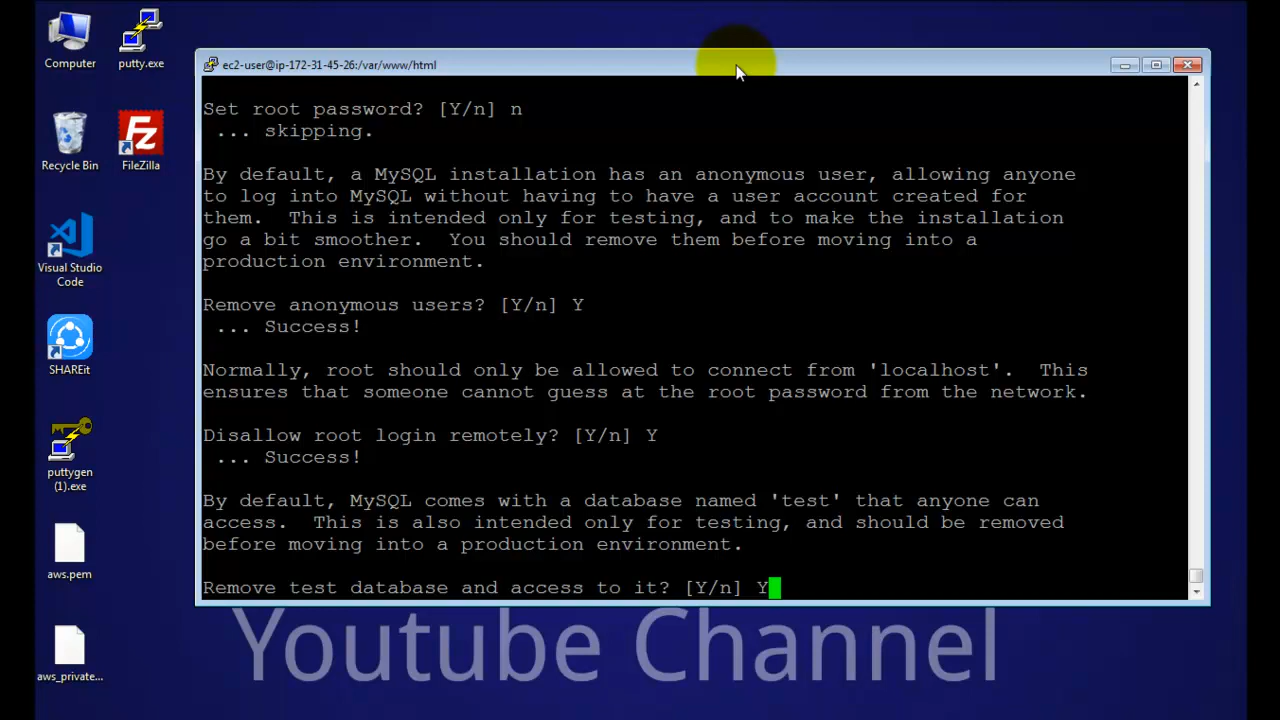 Computer
putty.exe
Recycle Bin
FileZilla
Visual Studio
Code
SHAREit
puttygen
(1).exe
aws.pem
aws_private...
ec2-user@ip-172-31-45-26:/var/www/html
Set root password? [Y/n] n
... skipping.
By default, a MySQL installation has an anonymous user, allowing anyone
to log into MySQL without having to have a user account created for
them.  This is intended only for testing, and to make the installation
go a bit smoother.  You should remove them before moving into a
production environment.
Remove anonymous users? [Y/n] Y
... Success!
Normally, root should only be allowed to connect from 'localhost'.  This
ensures that someone cannot guess at the root password from the network.
Disallow root login remotely? [Y/n] Y
... Success!
By default, MySQL comes with a database named 'test' that anyone can
access.  This is also intended only for testing, and should be removed
before moving into a production environment.
Remove test database and access to it? [Y/n] Y
Youtube Channel